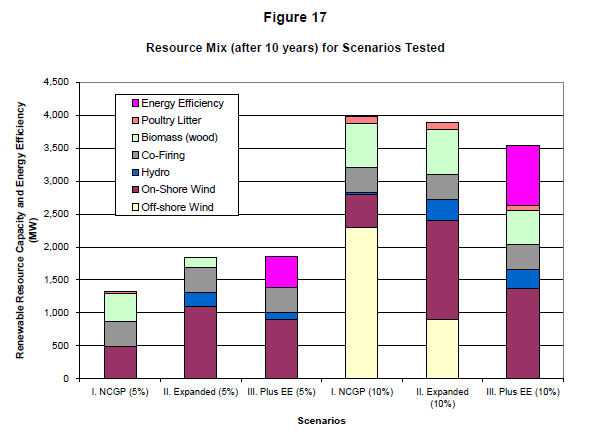 Figure 17
Resource Mix (after 10 years) for Scenarios Tested
Renewable Resource Capacity and Energy Efficiency
(MW)
4,500
4,000
3,500
3,000
2,500
2,000
1,500
1,000
500
0
Energy Efficiency
Poultry Litter
Biomass (wood)
Co-Firing
Hydro
On-Shore Wind
Off-shore Wind
I. NCGP (5%)
II. Expanded (5%)
III. Plus EE (5%)
I. NCGP (10%)
II. Expanded
(10%)
III. Plus EE (10%)
Scenarios